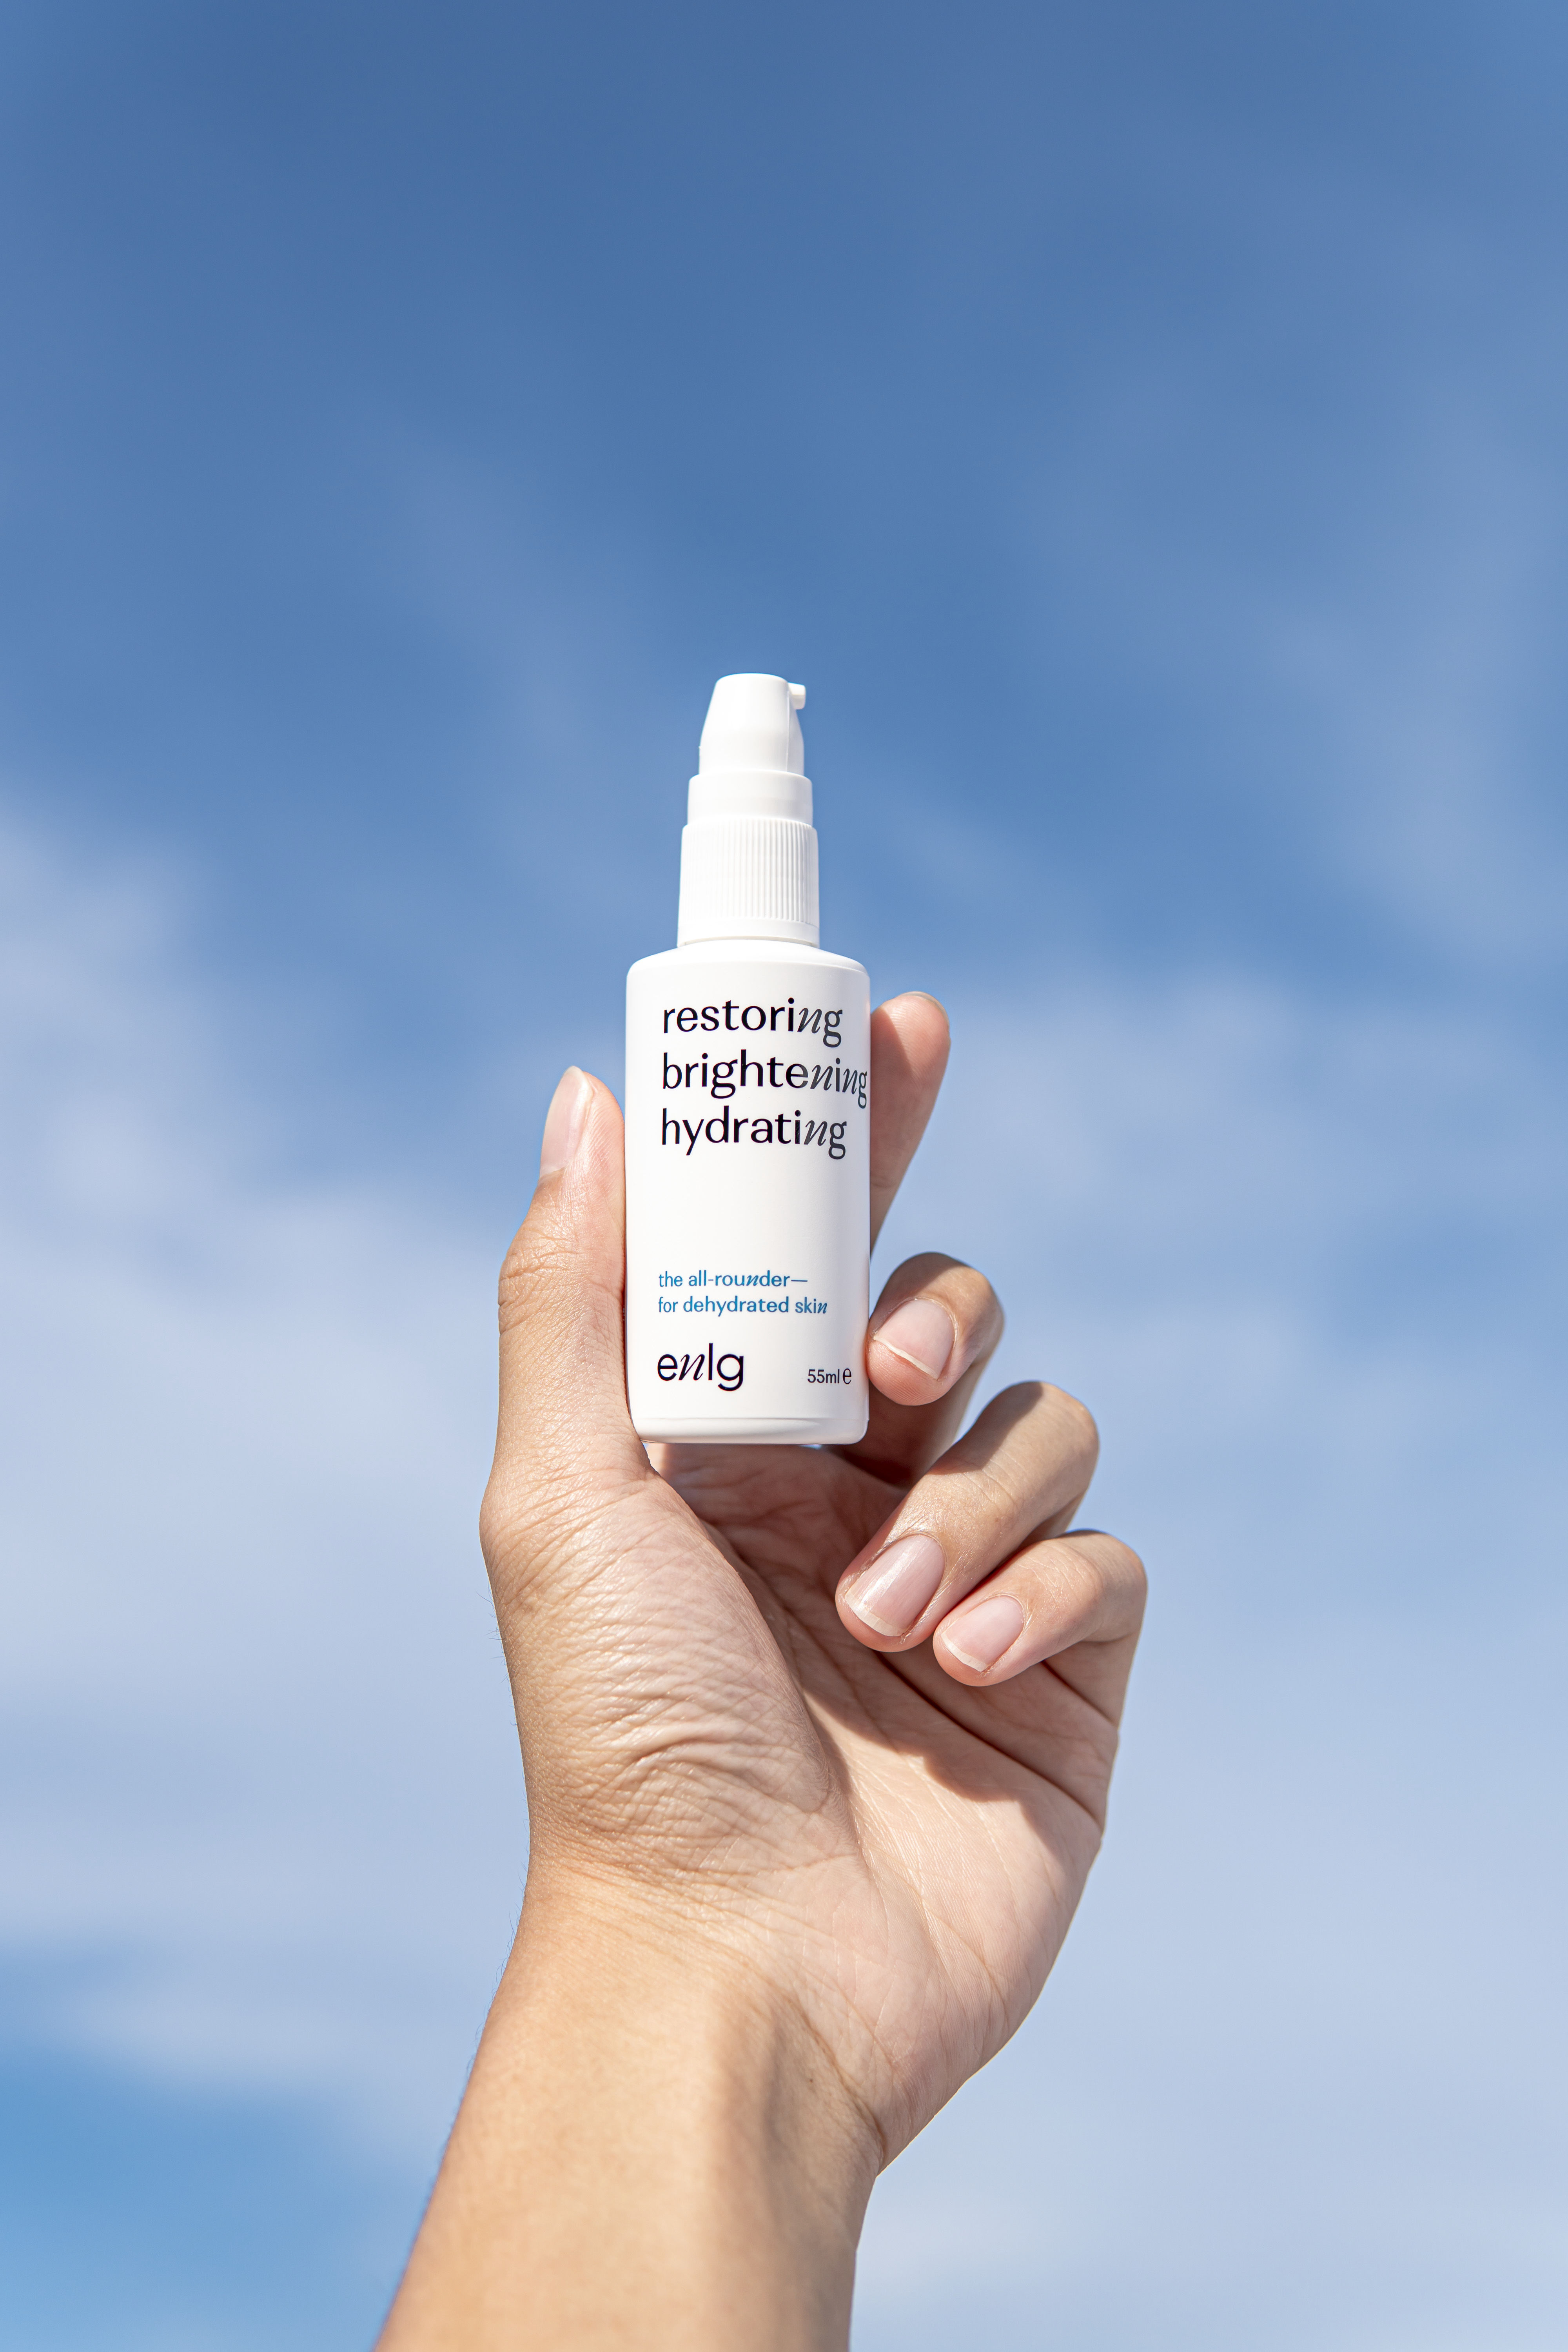 restoring
brightening
hydrating
the all-rounder—
for dehydrated skin
enlg
55ml ℮